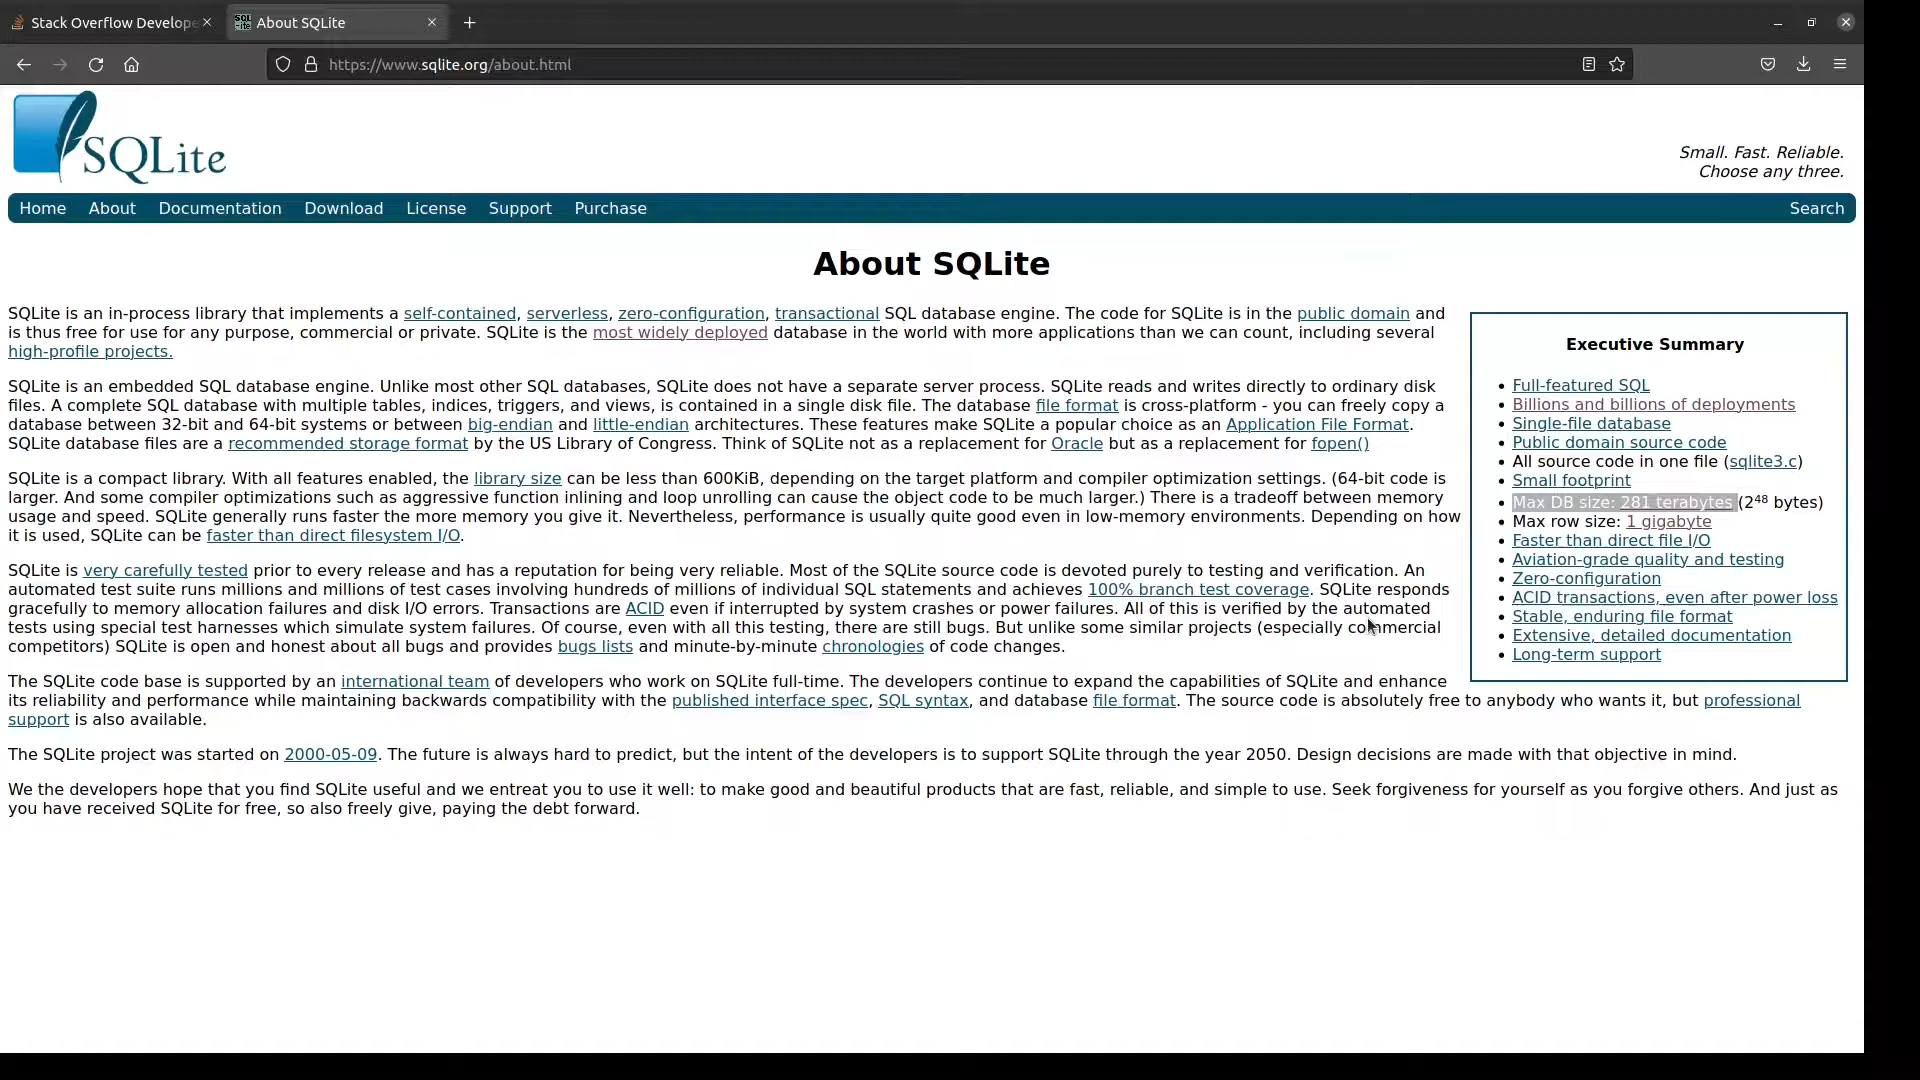 Stack Overflow Develope
About SQLite
https://www.sqlite.org/about.html
SQLite
Small. Fast. Reliable.
Choose any three.
Home About Documentation Download License Support Purchase Search
About SQLite
SQLite is an in-process library that implements a self-contained, serverless, zero-configuration, transactional SQL database engine. The code for SQLite is in the public domain and
is thus free for use for any purpose, commercial or private. SQLite is the most widely deployed database in the world with more applications than we can count, including several
high-profile projects.
SQLite is an embedded SQL database engine. Unlike most other SQL databases, SQLite does not have a separate server process. SQLite reads and writes directly to ordinary disk
files. A complete SQL database with multiple tables, indices, triggers, and views, is contained in a single disk file. The database file format is cross-platform - you can freely copy a
database between 32-bit and 64-bit systems or between big-endian and little-endian architectures. These features make SQLite a popular choice as an Application File Format.
SQLite database files are a recommended storage format by the US Library of Congress. Think of SQLite not as a replacement for Oracle but as a replacement for fopen()
SQLite is a compact library. With all features enabled, the library size can be less than 600KiB, depending on the target platform and compiler optimization settings. (64-bit code is
larger. And some compiler optimizations such as aggressive function inlining and loop unrolling can cause the object code to be much larger.) There is a tradeoff between memory
usage and speed. SQLite generally runs faster the more memory you give it. Nevertheless, performance is usually quite good even in low-memory environments. Depending on how
it is used, SQLite can be faster than direct filesystem I/O.
SQLite is very carefully tested prior to every release and has a reputation for being very reliable. Most of the SQLite source code is devoted purely to testing and verification. An
automated test suite runs millions and millions of test cases involving hundreds of millions of individual SQL statements and achieves 100% branch test coverage. SQLite responds
gracefully to memory allocation failures and disk I/O errors. Transactions are ACID even if interrupted by system crashes or power failures. All of this is verified by the automated
tests using special test harnesses which simulate system failures. Of course, even with all this testing, there are still bugs. But unlike some similar projects (especially commercial
competitors) SQLite is open and honest about all bugs and provides bugs lists and minute-by-minute chronologies of code changes.
The SQLite code base is supported by an international team of developers who work on SQLite full-time. The developers continue to expand the capabilities of SQLite and enhance
its reliability and performance while maintaining backwards compatibility with the published interface spec, SQL syntax, and database file format. The source code is absolutely free to anybody who wants it, but professional
support is also available.
The SQLite project was started on 2000-05-09. The future is always hard to predict, but the intent of the developers is to support SQLite through the year 2050. Design decisions are made with that objective in mind.
We the developers hope that you find SQLite useful and we entreat you to use it well: to make good and beautiful products that are fast, reliable, and simple to use. Seek forgiveness for yourself as you forgive others. And just as
you have received SQLite for free, so also freely give, paying the debt forward.
Executive Summary
• Full-featured SQL
• Billions and billions of deployments
• Single-file database
• Public domain source code
• All source code in one file (sqlite3.c)
• Small footprint
• Max DB size: 281 terabytes (2⁴⁸ bytes)
• Max row size: 1 gigabyte
• Faster than direct file I/O
• Aviation-grade quality and testing
• Zero-configuration
• ACID transactions, even after power loss
• Stable, enduring file format
• Extensive, detailed documentation
• Long-term support